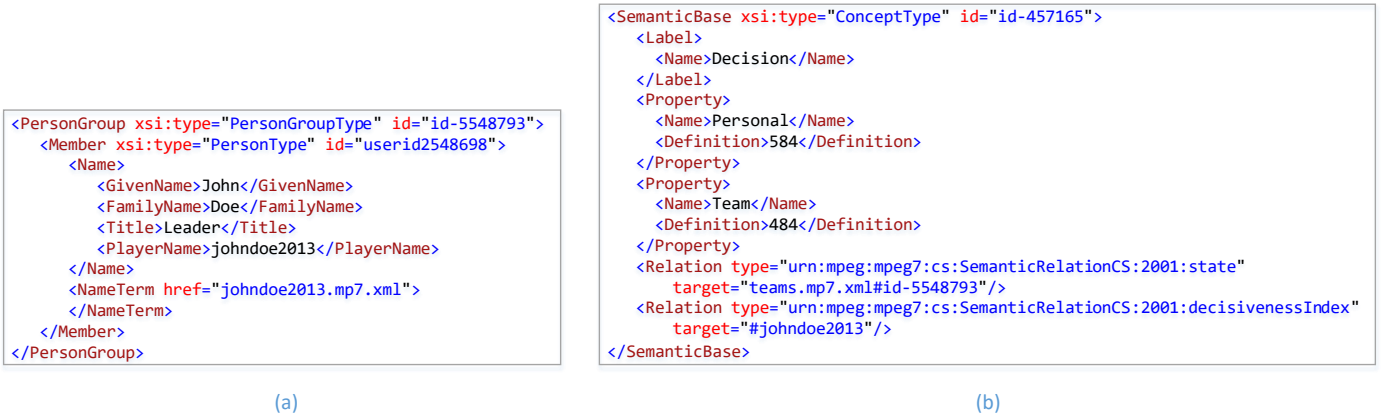 <PersonGroup xsi:type="PersonGroupType" id="id-5548793">
<Member xsi:type="PersonType" id="userid2548698">
<Name>
<GivenName>John</GivenName>
<FamilyName>Doe</FamilyName>
<Title>Leader</Title>
<PlayerName>johndoe2013</PlayerName>
</Name>
<NameTerm href="johndoe2013.mp7.xml">
</NameTerm>
</Member>
</PersonGroup>
(a)
<SemanticBase xsi:type="ConceptType" id="id-457165">
<Label>
<Name>Decision</Name>
</Label>
<Property>
<Name>Personal</Name>
<Definition>584</Definition>
</Property>
<Property>
<Name>Team</Name>
<Definition>484</Definition>
</Property>
<Relation type="urn:mpeg:mpeg7:cs:SemanticRelationCS:2001:state"
target="teams.mp7.xml#id-5548793"/>
<Relation type="urn:mpeg:mpeg7:cs:SemanticRelationCS:2001:decisivenessIndex"
target="#johndoe2013"/>
</SemanticBase>
(b)